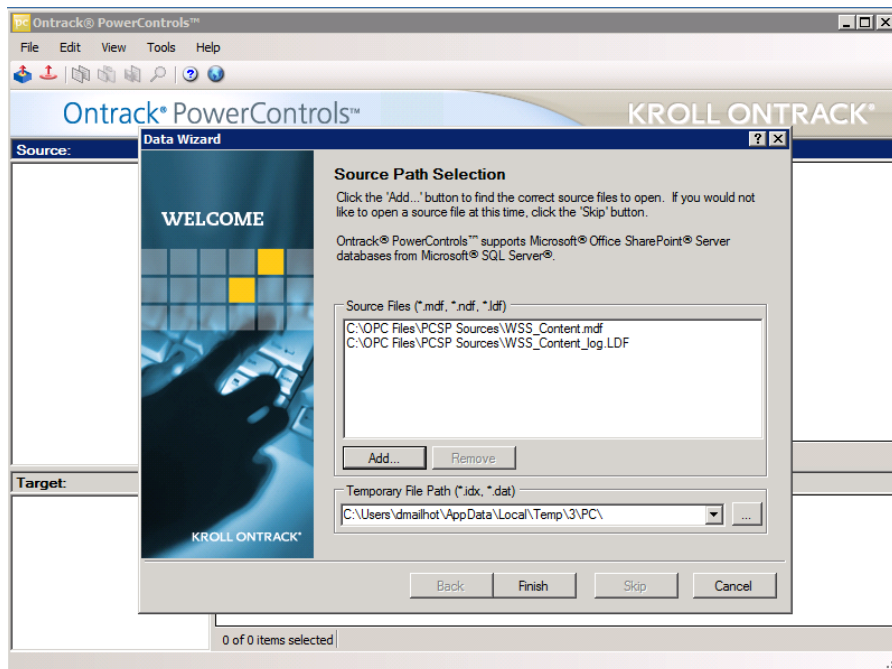 pc Ontrack® PowerControls™
File Edit View Tools Help
Ontrack® PowerControls™
KROLL ONTRACK®
Source:
Data Wizard
WELCOME
KROLL ONTRACK®
Source Path Selection
Click the 'Add...' button to find the correct source files to open. If you would not
like to open a source file at this time, click the 'Skip' button.
Ontrack® PowerControls™ supports Microsoft® Office SharePoint® Server
databases from Microsoft® SQL Server®.
Source Files (*.mdf, *.ndf, *.ldf)
C:\OPC Files\PCSP Sources\WSS_Content.mdf
C:\OPC Files\PCSP Sources\WSS_Content_log.LDF
Add... Remove
Temporary File Path (*.idx, *.dat)
C:\Users\dmailhot\AppData\Local\Temp\3\PC\
...
Back Finish Skip Cancel
Target:
0 of 0 items selected